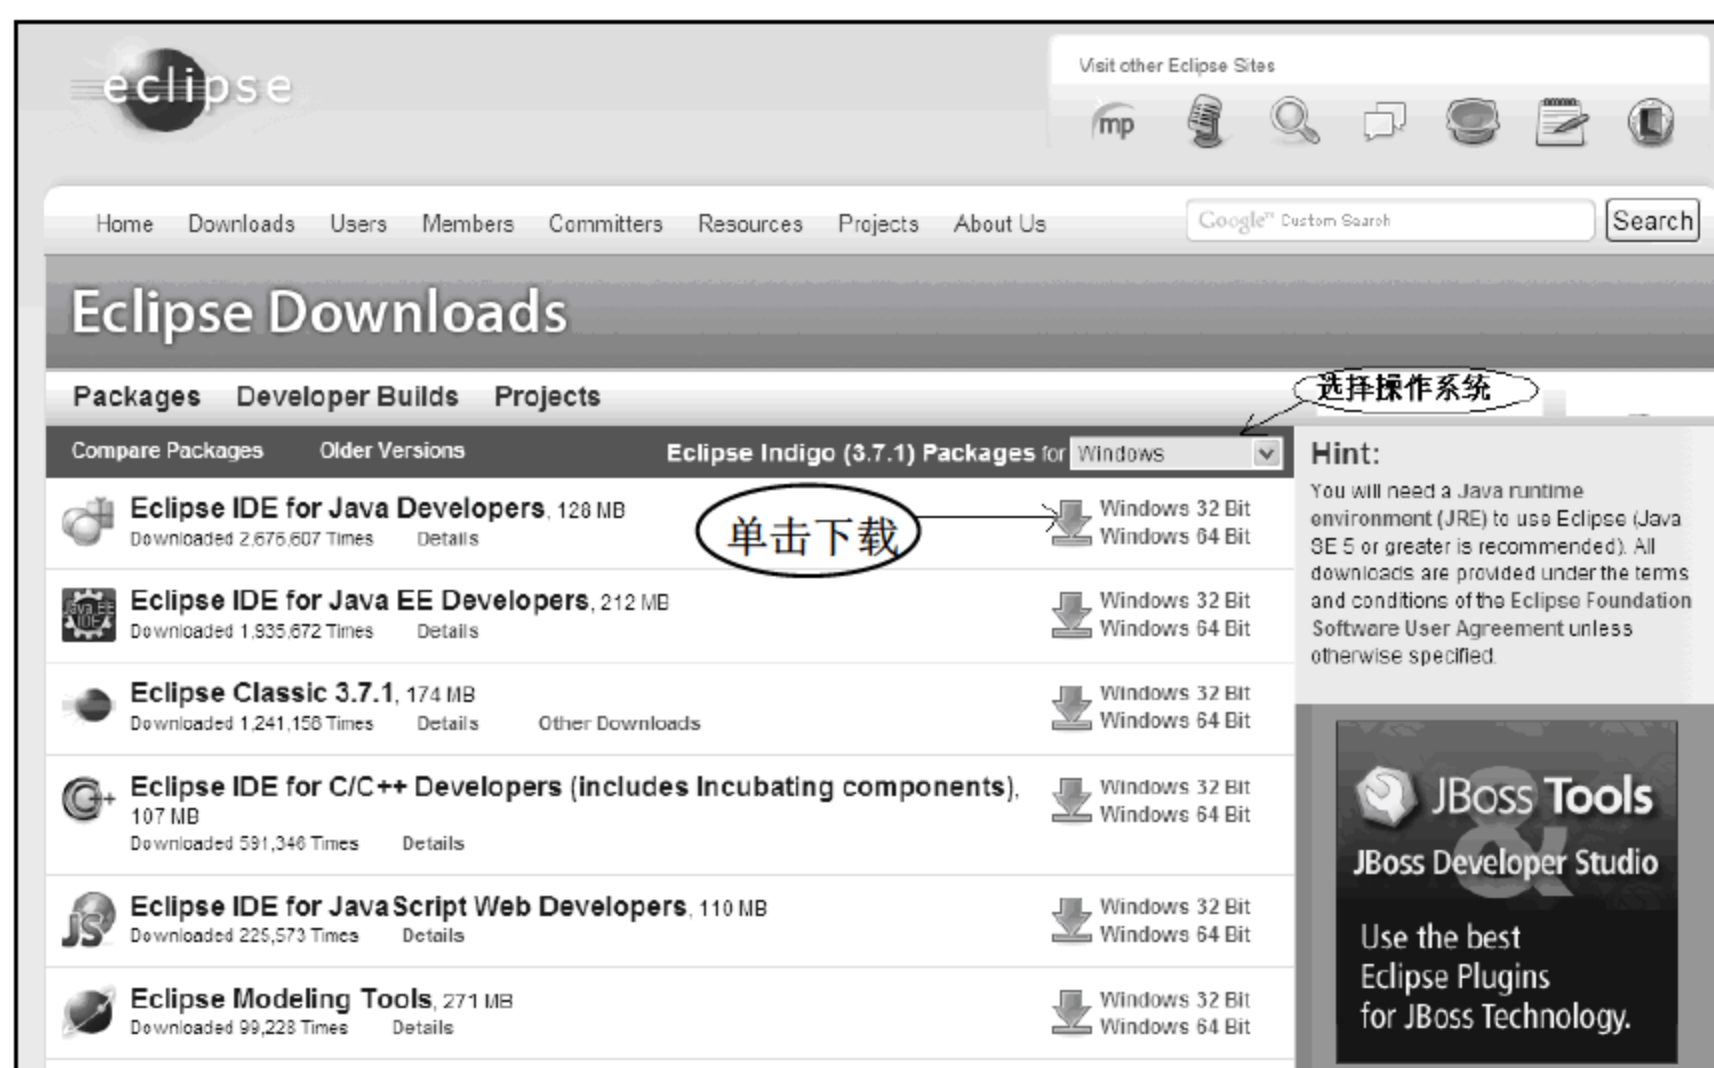 eclipse
Visit other Eclipse Sites
mp
Home Downloads Users Members Committers Resources Projects About Us
Google™ Custom Search
Search
Eclipse Downloads
Packages Developer Builds Projects
选择操作系统
Compare Packages Older Versions
Eclipse Indigo (3.7.1) Packages for Windows
Eclipse IDE for Java Developers, 128 MB
Downloaded 2,676,607 Times Details
单击下载
Windows 32 Bit
Windows 64 Bit
Java EE
IDE
Eclipse IDE for Java EE Developers, 212 MB
Downloaded 1,935,672 Times Details
Windows 32 Bit
Windows 64 Bit
Eclipse Classic 3.7.1, 174 MB
Downloaded 1,241,158 Times Details Other Downloads
Windows 32 Bit
Windows 64 Bit
C++
Eclipse IDE for C/C++ Developers (includes Incubating components),
107 MB
Downloaded 591,346 Times Details
Windows 32 Bit
Windows 64 Bit
JS
Eclipse IDE for JavaScript Web Developers, 110 MB
Downloaded 225,573 Times Details
Windows 32 Bit
Windows 64 Bit
Eclipse Modeling Tools, 271 MB
Downloaded 99,228 Times Details
Windows 32 Bit
Windows 64 Bit
Hint:
You will need a Java runtime
environment (JRE) to use Eclipse (Java
SE 5 or greater is recommended). All
downloads are provided under the terms
and conditions of the Eclipse Foundation
Software User Agreement unless
otherwise specified.
JBoss Tools
&
JBoss Developer Studio
Use the best
Eclipse Plugins
for JBoss Technology.